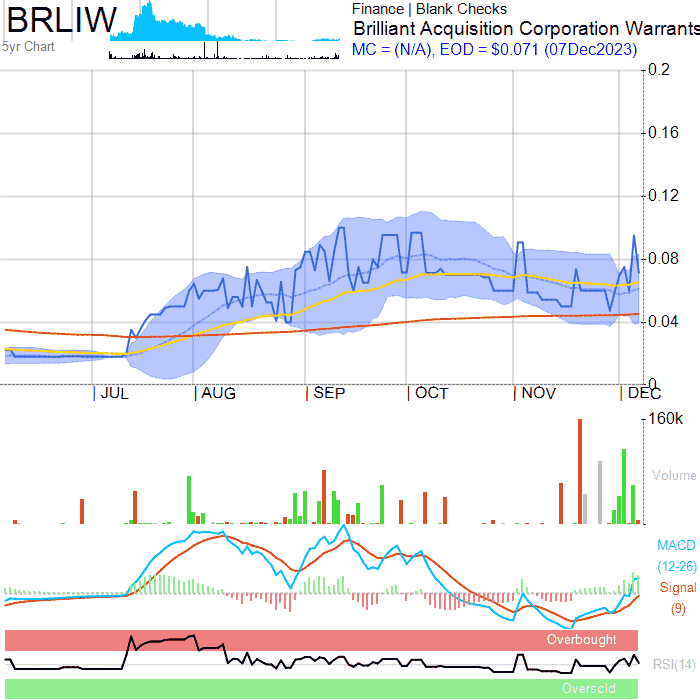 BRLIW
5yr Chart
Finance | Blank Checks
Brilliant Acquisition Corporation Warrants
MC = (N/A), EOD = $0.071 (07Dec2023)
0.2
0.16
0.12
0.08
0.04
0
JUL AUG SEP OCT NOV DEC
160k
Volume
MACD
(12-26)
Signal
(9)
Overbought
RSI(14)
Oversold